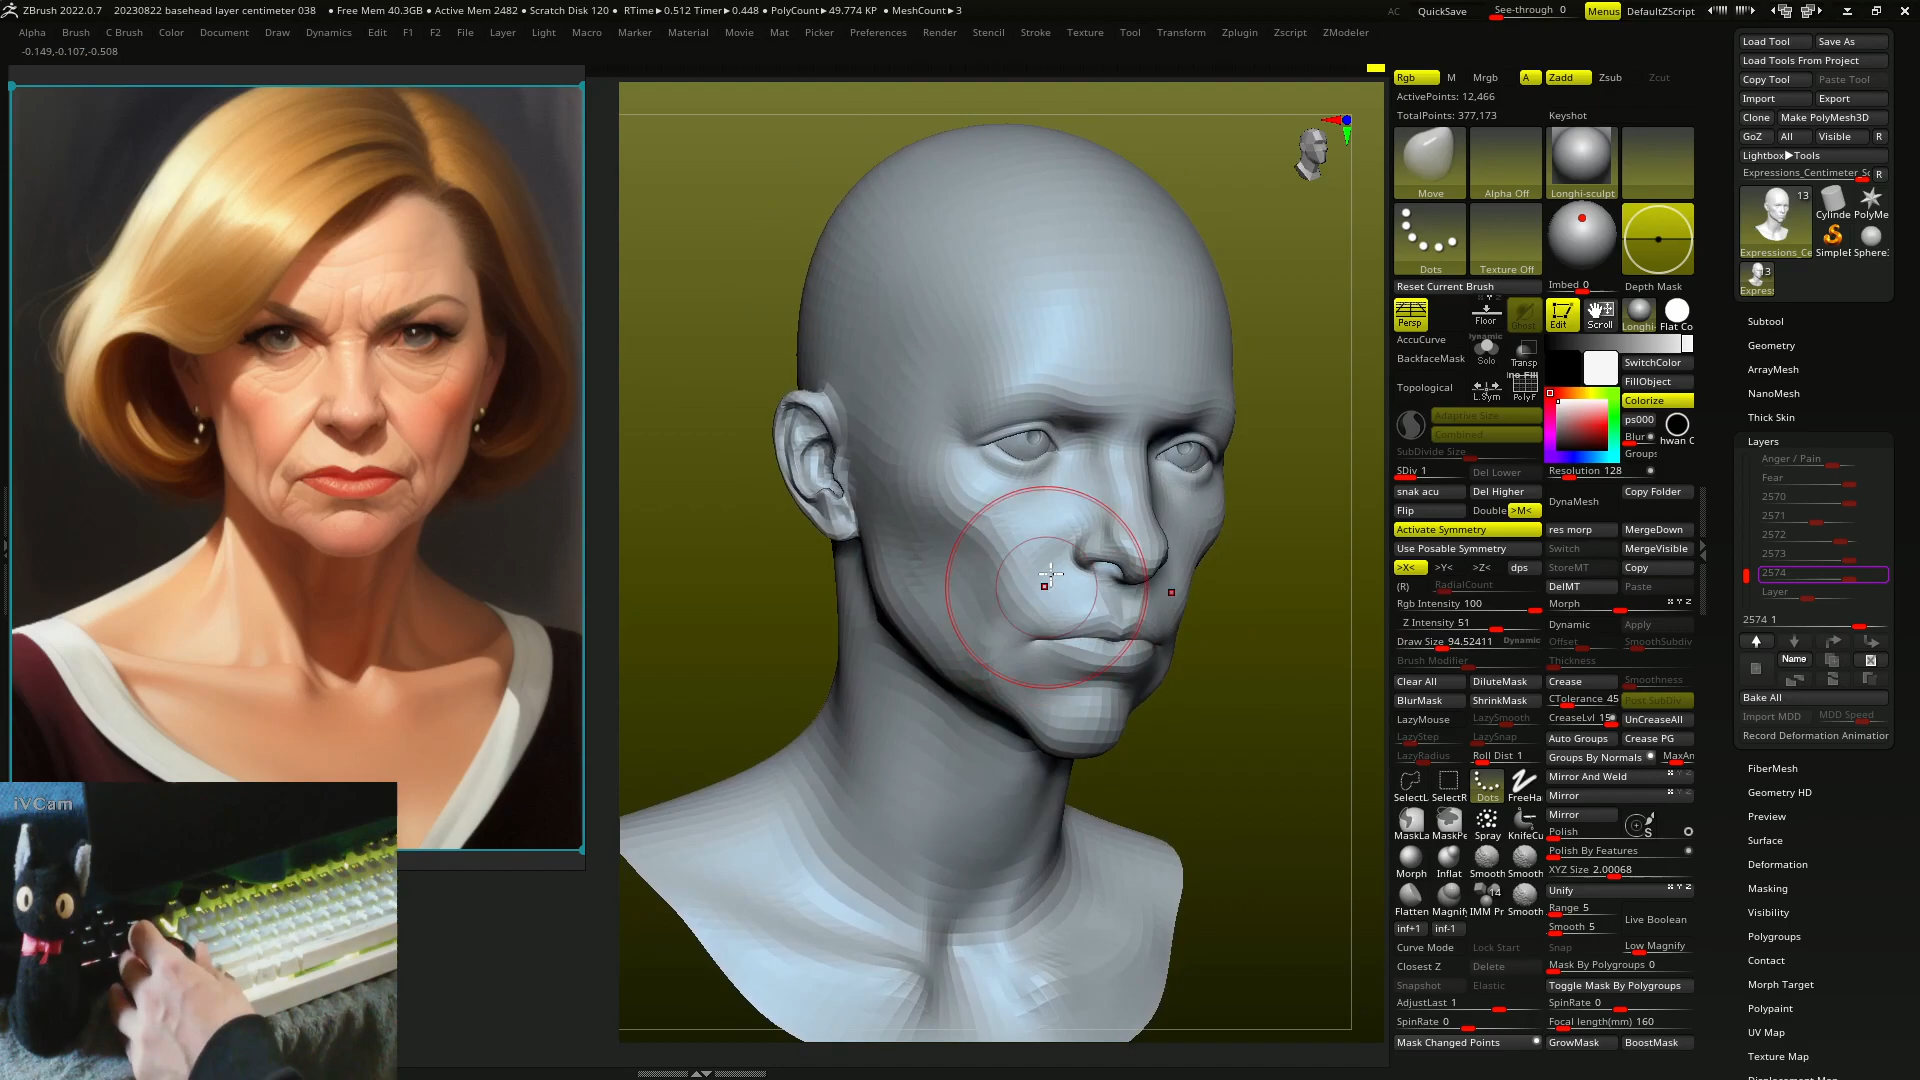 ZBrush 2022.0.7 20230822 basehead layer centimeter 038 ● Free Mem 40.3GB ● Active Mem 2482 ● Scratch Disk 120 ● RTime►0.512 Timer►0.448 ● PolyCount►49.774 KP ● MeshCount►3
AC QuickSave See-through 0 Menus DefaultZScript
Alpha Brush C Brush Color Document Draw Dynamics Edit F1 F2 File Layer Light Macro Marker Material Movie Mat Picker Preferences Render Stencil Stroke Texture Tool Transform Zplugin Zscript ZModeler
-0.149,-0.107,-0.508
iVCam
Rgb M Mrgb A Zadd Zsub Zcut
ActivePoints: 12,466
TotalPoints: 377,173 Keyshot
Move Alpha Off Longhi-sculpt
Dots Texture Off
Reset Current Brush Imbed 0 Depth Mask
Persp Floor Ghost Edit Scroll Longhi- Flat Co
AccuCurve Dynamic
BackfaceMask Solo Transp SwitchColor
Topological L.Sym PolyF FillObject
Adaptive Size Colorize
Combined ps000
SubDivide Size Blur hwan C
Groups
SDiv 1 Del Lower Resolution 128
snak acu Del Higher DynaMesh Copy Folder
Flip Double >M<
Activate Symmetry res morp MergeDown
Use Posable Symmetry Switch MergeVisible
>X< >Y< >Z< dps StoreMT Copy
(R) RadialCount DelMT Paste
Rgb Intensity 100 Morph X Y Z
Z Intensity 51 Dynamic Apply
Draw Size 94.52411 Dynamic Offset SmoothSubdiv
Brush Modifier Thickness
Clear All DiluteMask Crease Smoothness
BlurMask ShrinkMask CTolerance 45 Post SubDiv
LazyMouse LazySmooth CreaseLvl 15 UnCreaseAll
LazyStep LazySnap Auto Groups Crease PG
LazyRadius Roll Dist 1 Groups By Normals MaxAn
SelectL SelectR Dots FreeHa Mirror And Weld
Mirror
MaskLa MaskPe Spray KnifeCu Mirror
Polish S
Morph Inflat Smooth Smooth Polish By Features
XYZ Size 2.00068
Flatten Magnify IMM Pr 14 Smooth Unify
inf+1 inf-1 Range 5 Live Boolean
Smooth 5
Curve Mode Lock Start Snap Low Magnify
Closest Z Delete Mask By Polygroups 0
Snapshot Elastic Toggle Mask By Polygroups
AdjustLast 1 SpinRate 0
SpinRate 0 Focal length(mm) 160
Mask Changed Points GrowMask BoostMask
Load Tool Save As
Load Tools From Project
Copy Tool Paste Tool
Import Export
Clone Make PolyMesh3D
GoZ All Visible R
Lightbox►Tools
Expressions_Centimeter_Sc R
13 Cylinde PolyMe
Expressions_Ce SimpleB Sphere3
13
Express
Subtool
Geometry
ArrayMesh
NanoMesh
Thick Skin
Layers
Anger / Pain
Fear
2570
2571
2572
2573
2574
Layer
2574 1
Name
Bake All
Import MDD MDD Speed
Record Deformation Animation
FiberMesh
Geometry HD
Preview
Surface
Deformation
Masking
Visibility
Polygroups
Contact
Morph Target
Polypaint
UV Map
Texture Map